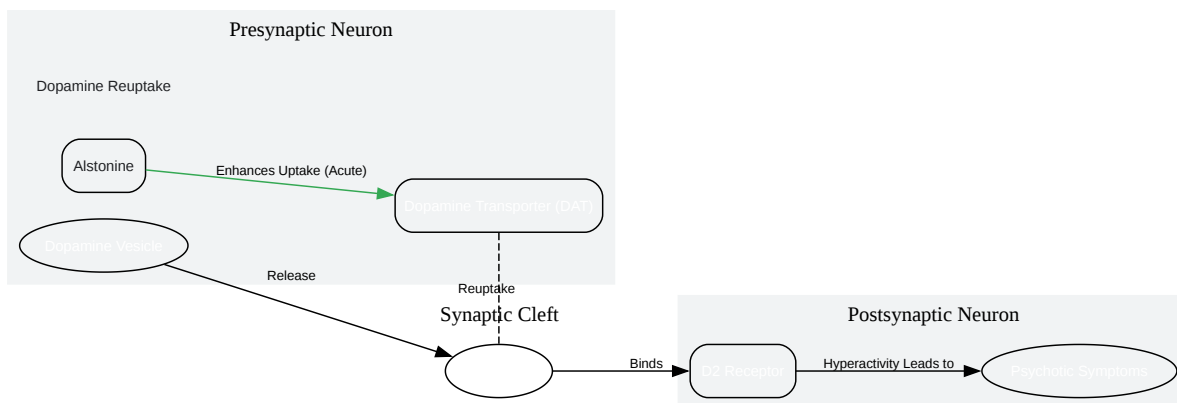 Presynaptic Neuron
Dopamine Reuptake
Alstonine
Enhances Uptake (Acute)
Dopamine Transporter (DAT)
Dopamine Vesicle
Release
Reuptake
Synaptic Cleft
Postsynaptic Neuron
Binds
D2 Receptor
Hyperactivity Leads to
Psychotic Symptoms